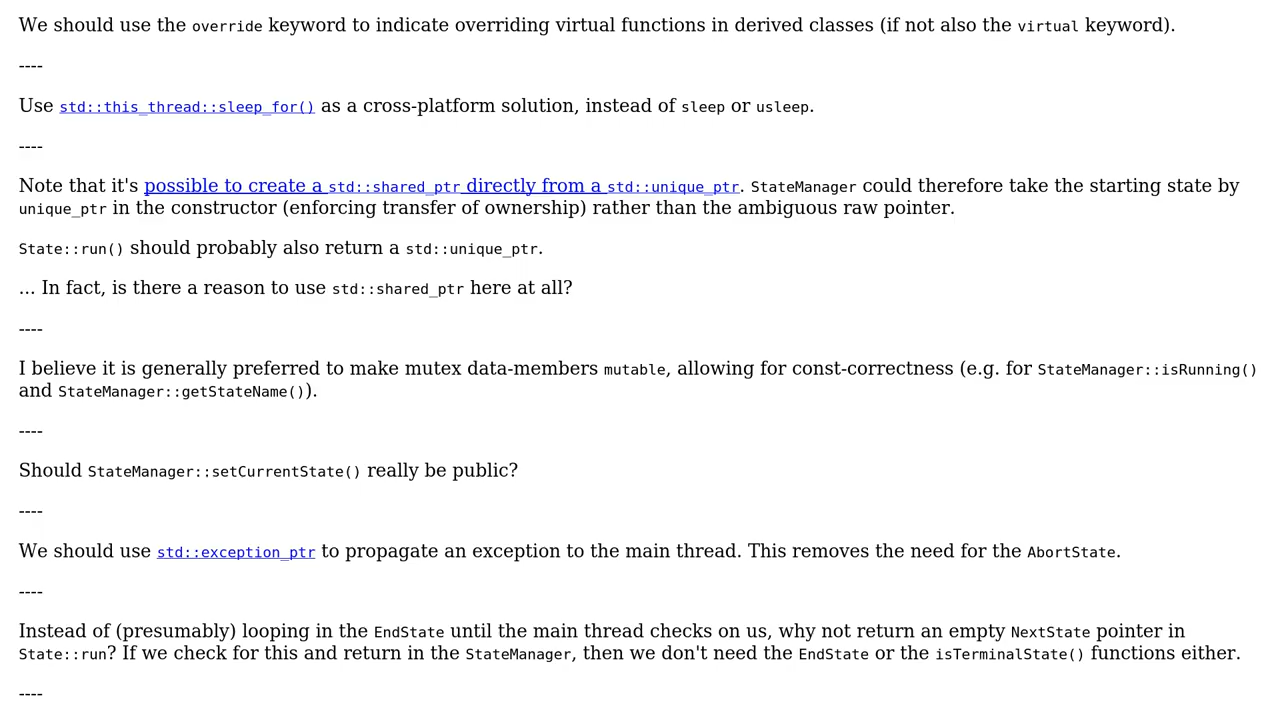 We should use the override keyword to indicate overriding virtual functions in derived classes (if not also the virtual keyword).
----
Use std::this_thread::sleep_for() as a cross-platform solution, instead of sleep or usleep.
----
Note that it's possible to create a std::shared_ptr directly from a std::unique_ptr. StateManager could therefore take the starting state by
unique_ptr in the constructor (enforcing transfer of ownership) rather than the ambiguous raw pointer.
State::run() should probably also return a std::unique_ptr.
... In fact, is there a reason to use std::shared_ptr here at all?
----
I believe it is generally preferred to make mutex data-members mutable, allowing for const-correctness (e.g. for StateManager::isRunning()
and StateManager::getStateName()).
----
Should StateManager::setCurrentState() really be public?
----
We should use std::exception_ptr to propagate an exception to the main thread. This removes the need for the AbortState.
----
Instead of (presumably) looping in the EndState until the main thread checks on us, why not return an empty NextState pointer in
State::run? If we check for this and return in the StateManager, then we don't need the EndState or the isTerminalState() functions either.
----